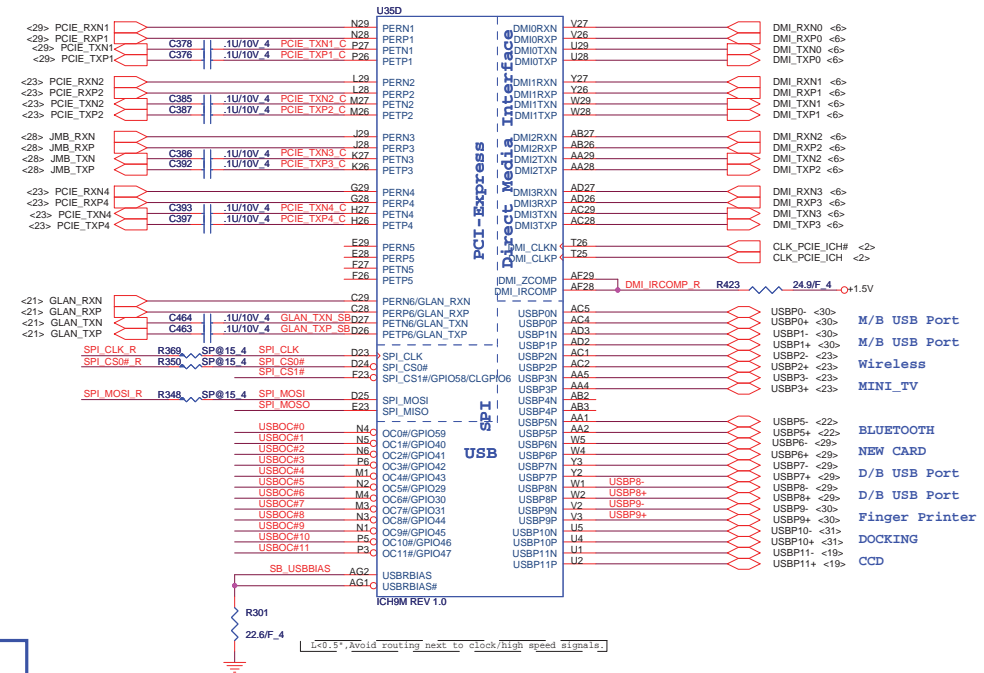 U35D
<29> PCIE_RXN1 N29 PERN1 DMI0RXN V27 DMI_RXN0 <6>
<29> PCIE_RXP1 N28 PERP1 DMI0RXP V26 DMI_RXP0 <6>
<29> PCIE_TXN1 C378 .1U/10V_4 PCIE_TXN1_C P27 PETN1 DMI0TXN U29 DMI_TXN0 <6>
<29> PCIE_TXP1 C376 .1U/10V_4 PCIE_TXP1_C P26 PETP1 DMI0TXP U28 DMI_TXP0 <6>
<23> PCIE_RXN2 L29 PERN2 DMI1RXN Y27 DMI_RXN1 <6>
<23> PCIE_RXP2 L28 PERP2 DMI1RXP Y26 DMI_RXP1 <6>
<23> PCIE_TXN2 C385 .1U/10V_4 PCIE_TXN2_C M27 PETN2 DMI1TXN W29 DMI_TXN1 <6>
<23> PCIE_TXP2 C387 .1U/10V_4 PCIE_TXP2_C M26 PETP2 DMI1TXP W28 DMI_TXP1 <6>
<28> JMB_RXN J29 PERN3 DMI2RXN AB27 DMI_RXN2 <6>
<28> JMB_RXP J28 PERP3 DMI2RXP AB26 DMI_RXP2 <6>
<28> JMB_TXN C386 .1U/10V_4 PCIE_TXN3_C K27 PETN3 DMI2TXN AA29 DMI_TXN2 <6>
<28> JMB_TXP C392 .1U/10V_4 PCIE_TXP3_C K26 PETP3 DMI2TXP AA28 DMI_TXP2 <6>
<23> PCIE_RXN4 G29 PERN4 DMI3RXN AD27 DMI_RXN3 <6>
<23> PCIE_RXP4 G28 PERP4 DMI3RXP AD26 DMI_RXP3 <6>
<23> PCIE_TXN4 C393 .1U/10V_4 PCIE_TXN4_C H27 PETN4 DMI3TXN AC29 DMI_TXN3 <6>
<23> PCIE_TXP4 C397 .1U/10V_4 PCIE_TXP4_C H26 PETP4 DMI3TXP AC28 DMI_TXP3 <6>
PCI-Express
Direct Media Interface
E29 PERN5 DMI_CLKN T26 CLK_PCIE_ICH# <2>
E28 PERP5 DMI_CLKP T25 CLK_PCIE_ICH <2>
F27 PETN5
F26 PETP5 DMI_ZCOMP AF29
DMI_IRCOMP AF28 DMI_IRCOMP_R R423 24.9/F_4 +1.5V
<21> GLAN_RXN C29 PERN6/GLAN_RXN
<21> GLAN_RXP C28 PERP6/GLAN_RXP USBP0N AC5 USBP0- <30>
<21> GLAN_TXN C464 .1U/10V_4 GLAN_TXN_SB D27 PETN6/GLAN_TXN USBP0P AC4 USBP0+ <30> M/B USB Port
<21> GLAN_TXP C463 .1U/10V_4 GLAN_TXP_SB D26 PETP6/GLAN_TXP USBP1N AD3 USBP1- <30>
USBP1P AD2 USBP1+ <30> M/B USB Port
SPI_CLK_R R369 SP@15_4 SPI_CLK D23 SPI_CLK USBP2N AC1 USBP2- <23>
SPI_CS0#_R R350 SP@15_4 SPI_CS0# D24 SPI_CS0# USBP2P AC2 USBP2+ <23> Wireless
SPI_CS1# F23 SPI_CS1#/GPIO58/CLGPIO6 USBP3N AA5 USBP3- <23>
USBP3P AA4 USBP3+ <23> MINI_TV
SPI_MOSI_R R348 SP@15_4 SPI_MOSI D25 SPI_MOSI USBP4N AB2
SPI_MOSO E23 SPI_MISO USBP4P AB3
SPI
USB
USBP5N AA1 USBP5- <22>
USBOC#0 N4 OC0#/GPIO59 USBP5P AA2 USBP5+ <22> BLUETOOTH
USBOC#1 N5 OC1#/GPIO40 USBP6N W5 USBP6- <29>
USBOC#2 N6 OC2#/GPIO41 USBP6P W4 USBP6+ <29> NEW CARD
USBOC#3 P6 OC3#/GPIO42 USBP7N Y3 USBP7- <29>
USBOC#4 M1 OC4#/GPIO43 USBP7P Y2 USBP7+ <29> D/B USB Port
USBOC#5 N2 OC5#/GPIO29 USBP8N W1 USBP8- USBP8- <29>
USBOC#6 M4 OC6#/GPIO30 USBP8P W2 USBP8+ USBP8+ <29> D/B USB Port
USBOC#7 M3 OC7#/GPIO31 USBP9N V2 USBP9- USBP9- <30>
USBOC#8 N3 OC8#/GPIO44 USBP9P V3 USBP9+ USBP9+ <30> Finger Printer
USBOC#9 N1 OC9#/GPIO45 USBP10N U5 USBP10- <31>
USBOC#10 P5 OC10#/GPIO46 USBP10P U4 USBP10+ <31> DOCKING
USBOC#11 P3 OC11#/GPIO47 USBP11N U1 USBP11- <19>
USBP11P U2 USBP11+ <19> CCD
SB_USBBIAS AG2 USBRBIAS
AG1 USBRBIAS#
ICH9M REV 1.0
R301
22.6/F_4
L<0.5",Avoid routing next to clock/high speed signals.